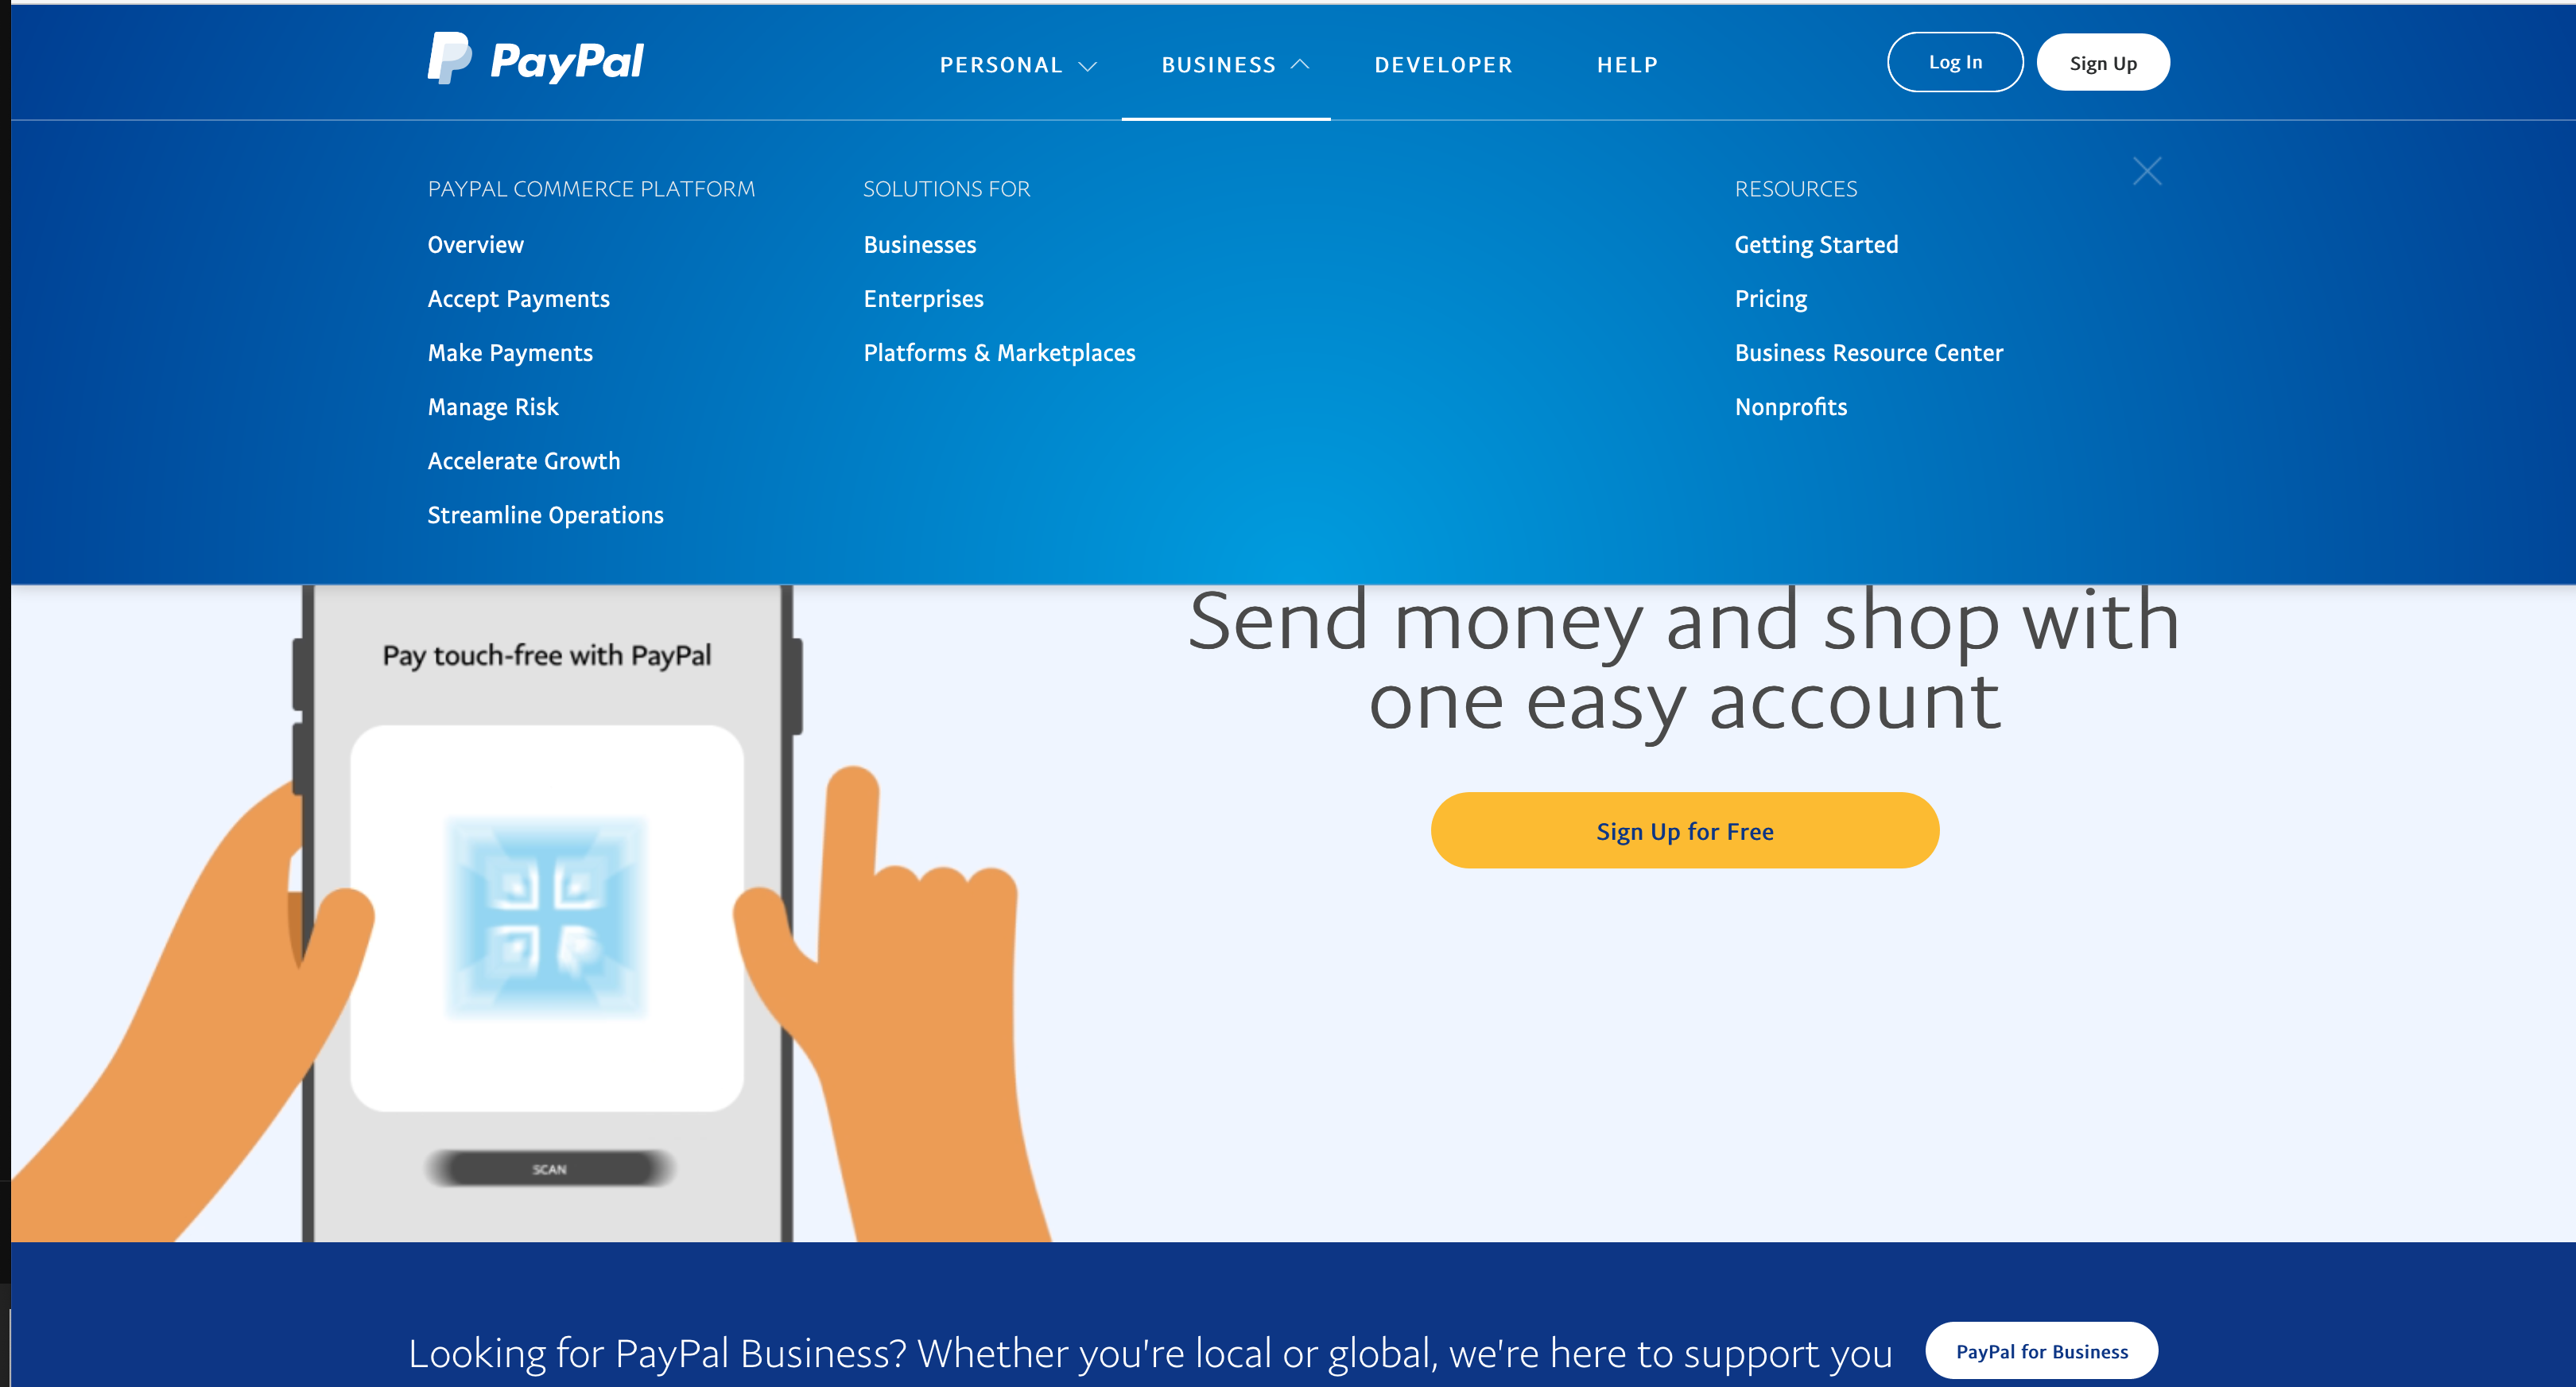 PayPal
PERSONAL
BUSINESS
DEVELOPER
HELP
Log In
Sign Up
PAYPAL COMMERCE PLATFORM
Overview
Accept Payments
Make Payments
Manage Risk
Accelerate Growth
Streamline Operations
SOLUTIONS FOR
Businesses
Enterprises
Platforms & Marketplaces
RESOURCES
Getting Started
Pricing
Business Resource Center
Nonprofits
Pay touch-free with PayPal
SCAN
Send money and shop with
one easy account
Sign Up for Free
Looking for PayPal Business? Whether you're local or global, we're here to support you
PayPal for Business